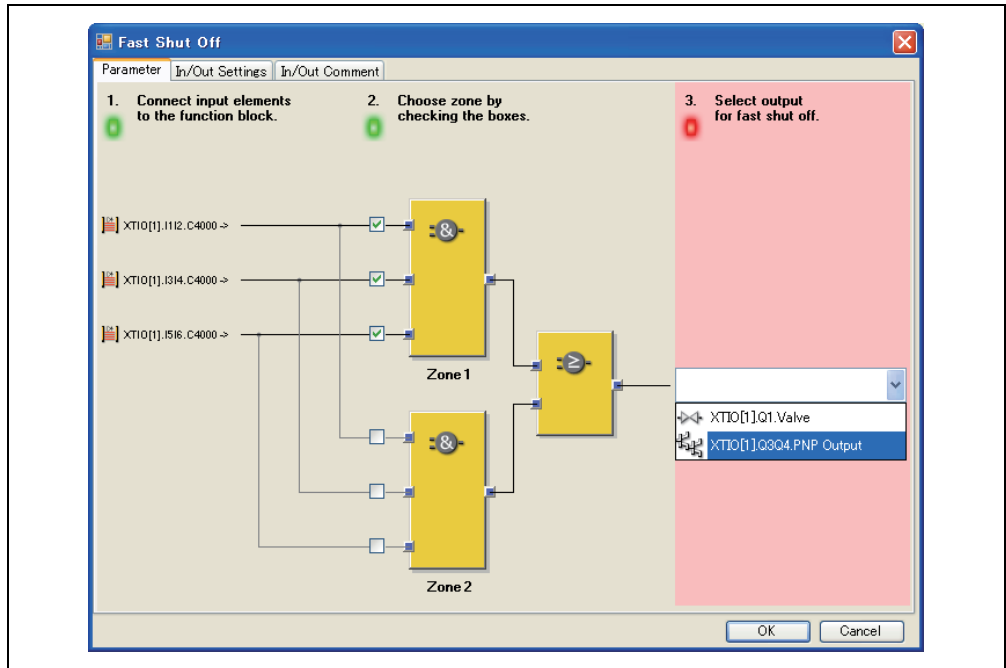 Fast Shut Off
Parameter
In/Out Settings
In/Out Comment
1. Connect input elements
to the function block.
2. Choose zone by
checking the boxes.
3. Select output
for fast shut off.
XTIO[1].I1I2.C4000 ->
XTIO[1].I3I4.C4000 ->
XTIO[1].I5I6.C4000 ->
&
Zone 1
≥
XTIO[1].Q1.Valve
XTIO[1].Q3Q4.PNP Output
&
Zone 2
OK
Cancel